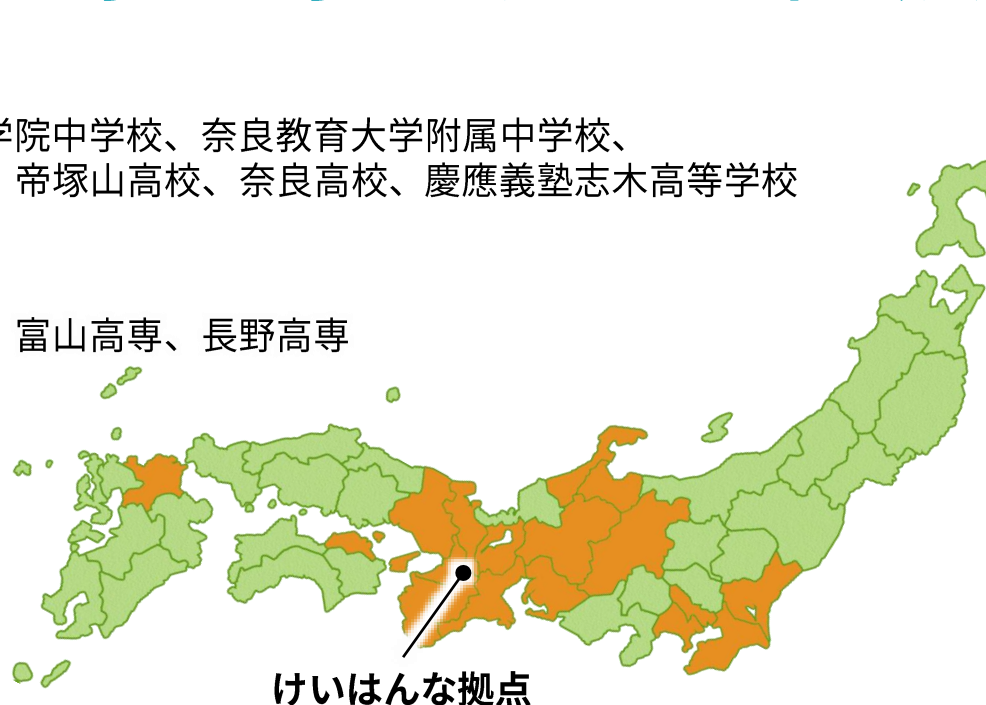 学院中学校、奈良教育大学附属中学校、
帝塚山高校、奈良高校、慶應義塾志木高等学校
富山高専、長野高専
けいはんな拠点